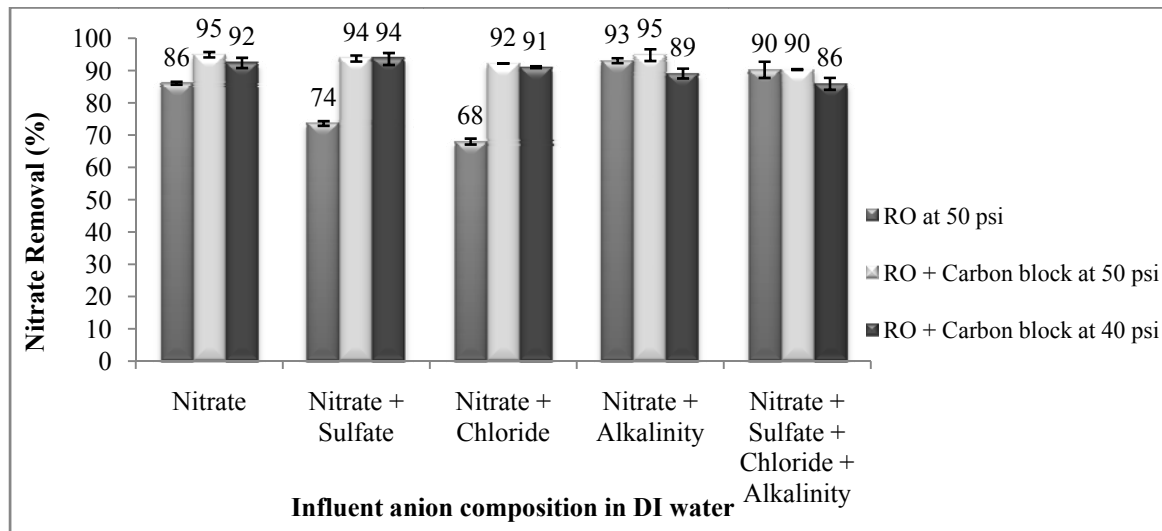 Nitrate Removal (%)
100
90
80
70
60
50
40
30
20
10
0
86
95
92
74
94
94
68
92
91
93
95
89
90
90
86
Nitrate
Nitrate +
Sulfate
Nitrate +
Chloride
Nitrate +
Alkalinity
Nitrate +
Sulfate +
Chloride +
Alkalinity
Influent anion composition in DI water
RO at 50 psi
RO + Carbon block at 50 psi
RO + Carbon block at 40 psi